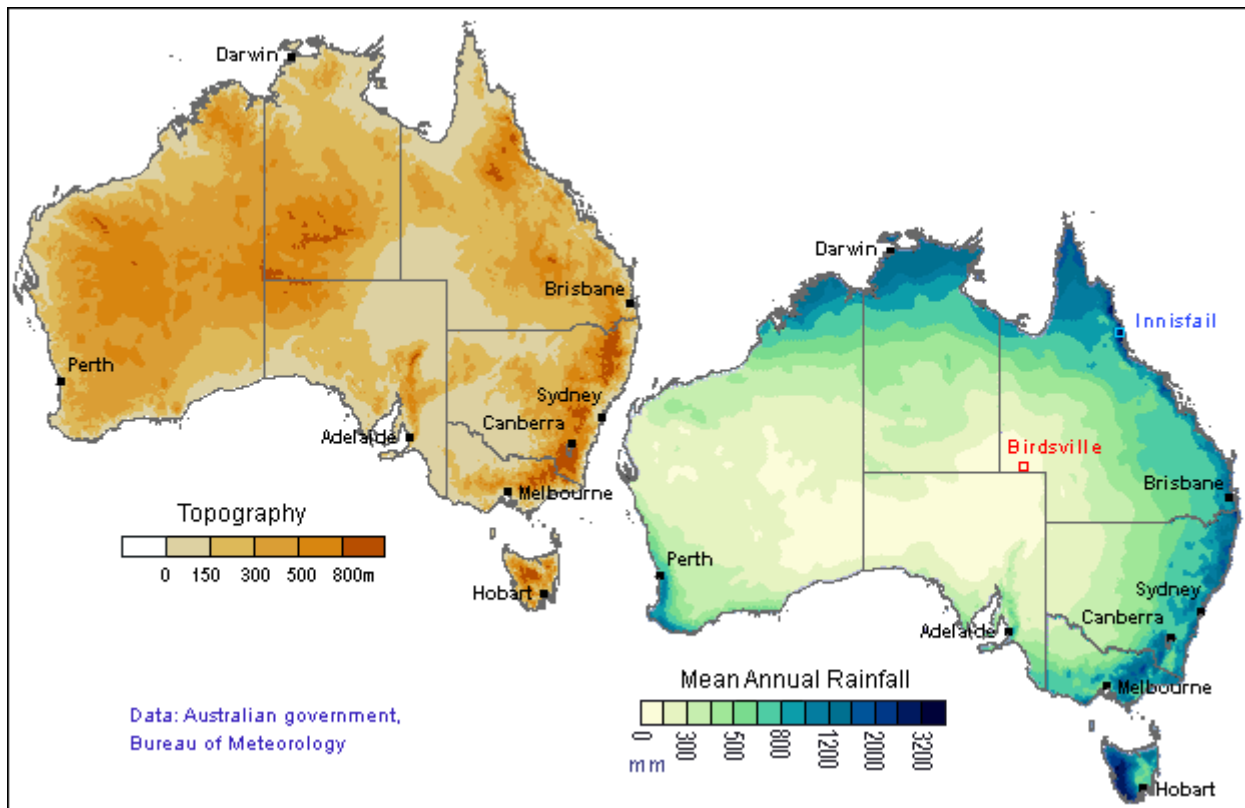 Darwin
Brisbane
Perth
Sydney
Canberra
Adelaide
Melbourne
Hobart
Topography
0 150 300 500 800m
Data: Australian government,
Bureau of Meteorology
Darwin
Innisfail
Birdsville
Brisbane
Perth
Sydney
Canberra
Adelaide
Melbourne
Hobart
Mean Annual Rainfall
0 300 500 800 1200 2000 3200
mm